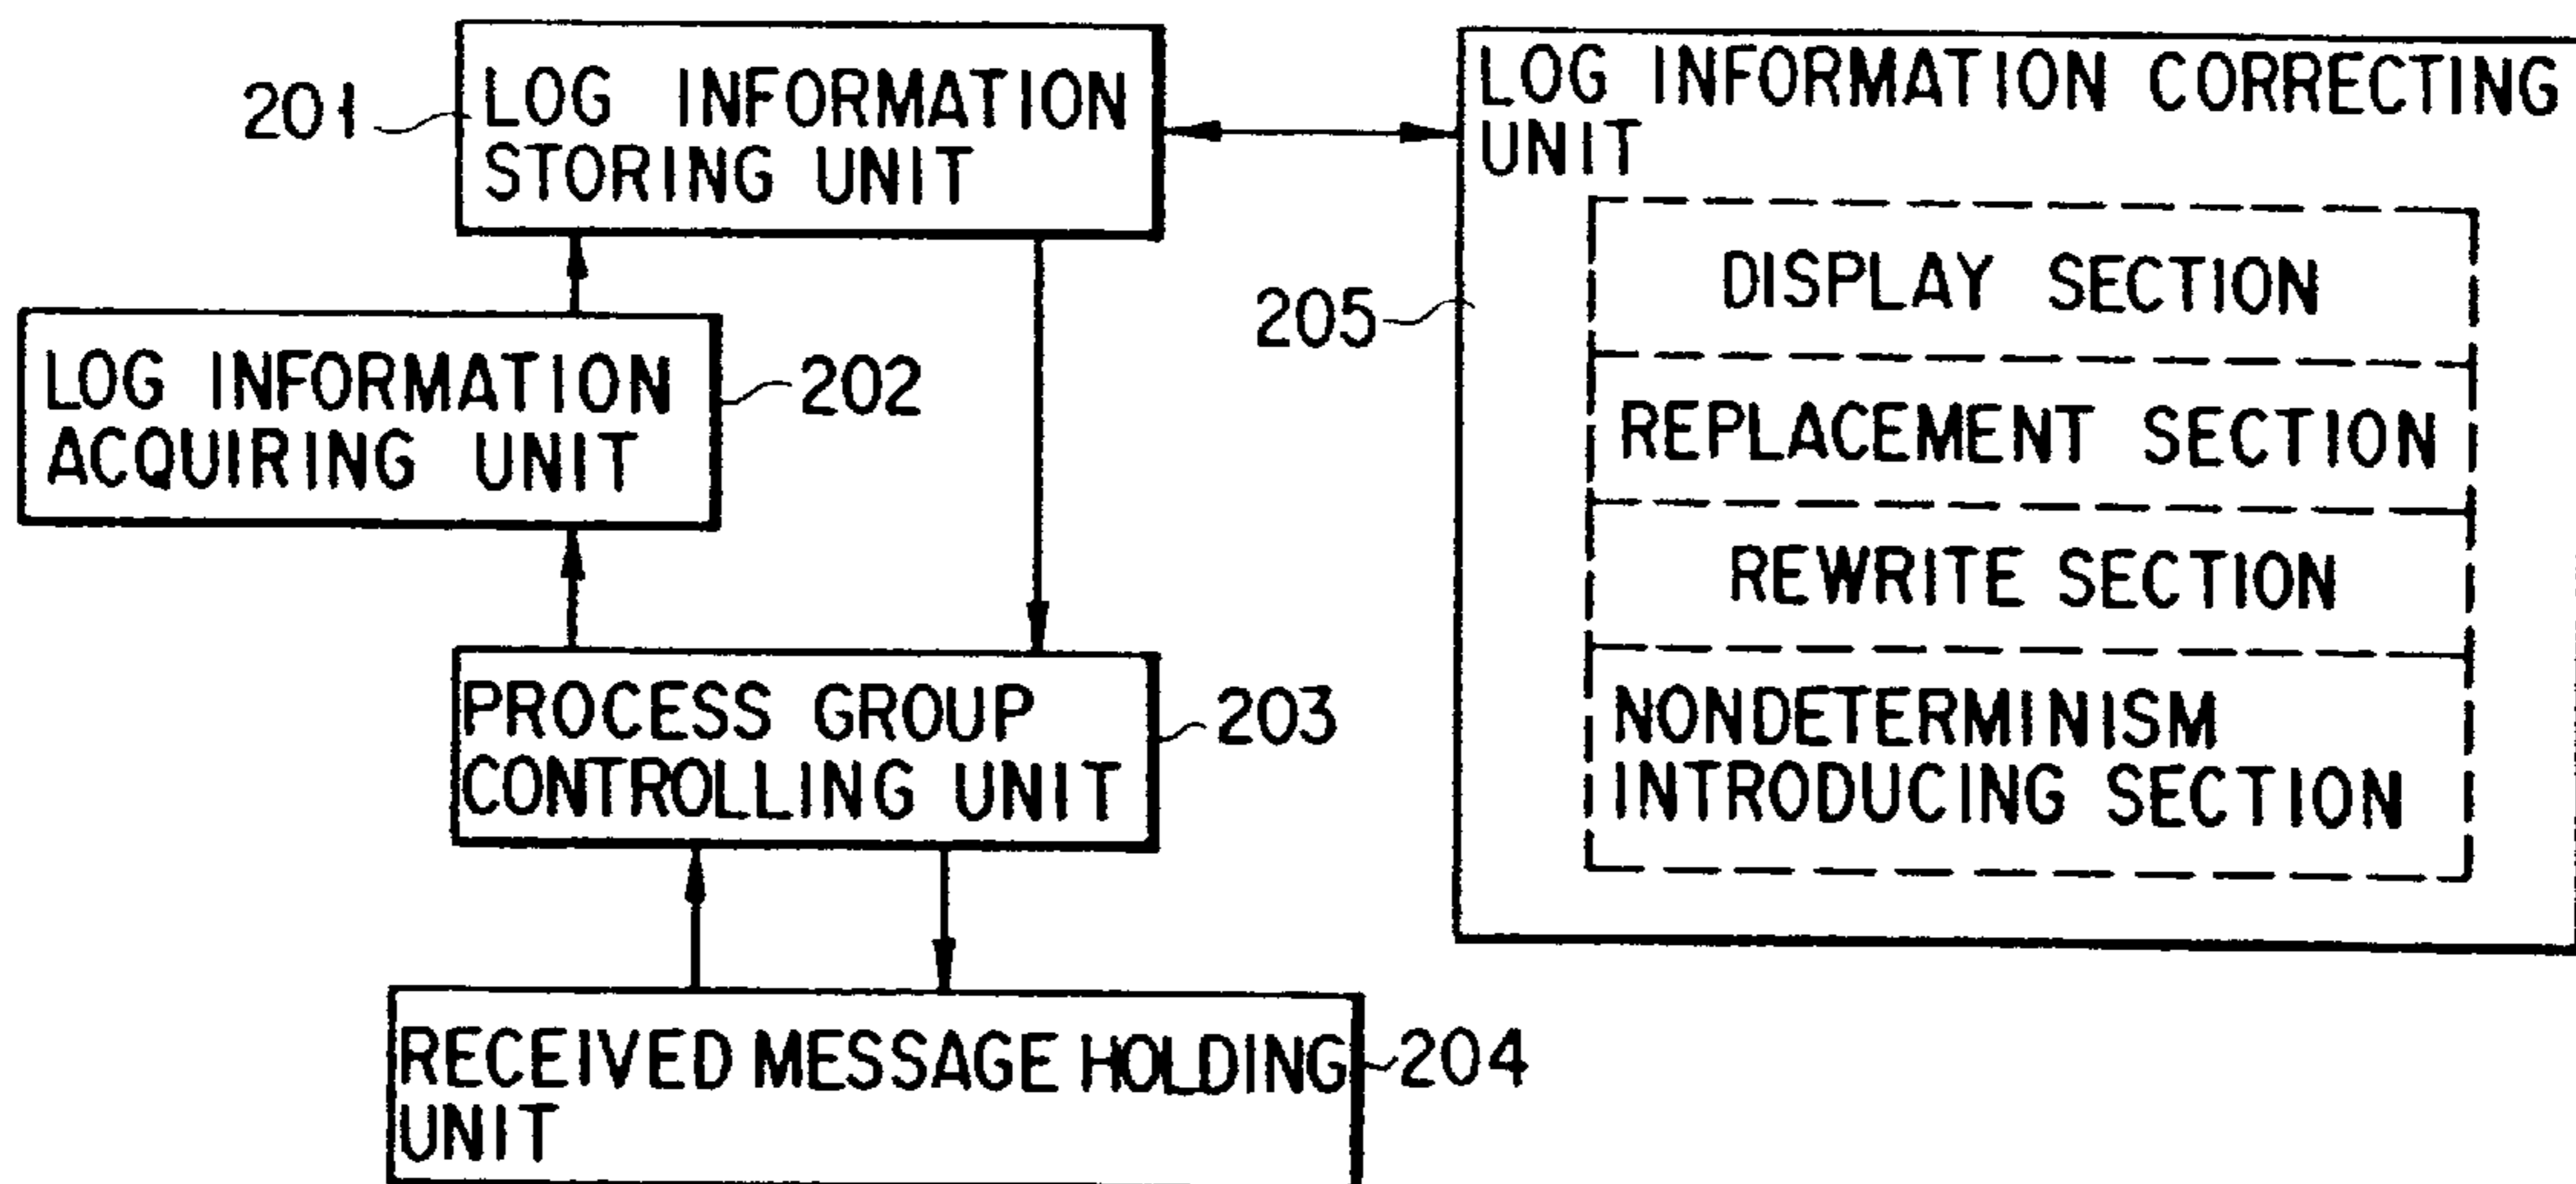 201
LOG INFORMATION
STORING UNIT
LOG INFORMATION
ACQUIRING UNIT
202
PROCESS GROUP
CONTROLLING UNIT
203
RECEIVED MESSAGE HOLDING
UNIT
204
LOG INFORMATION CORRECTING
UNIT
205
DISPLAY SECTION
REPLACEMENT SECTION
REWRITE SECTION
NONDETERMINISM
INTRODUCING SECTION